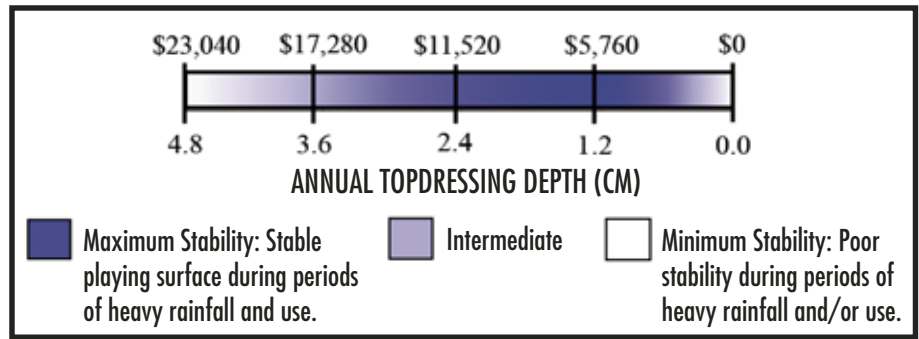 $23,040 $17,280 $11,520 $5,760 $0
4.8 3.6 2.4 1.2 0.0
ANNUAL TOPDRESSING DEPTH (CM)
Maximum Stability: Stable
playing surface during periods
of heavy rainfall and use.
Intermediate
Minimum Stability: Poor
stability during periods of
heavy rainfall and/or use.